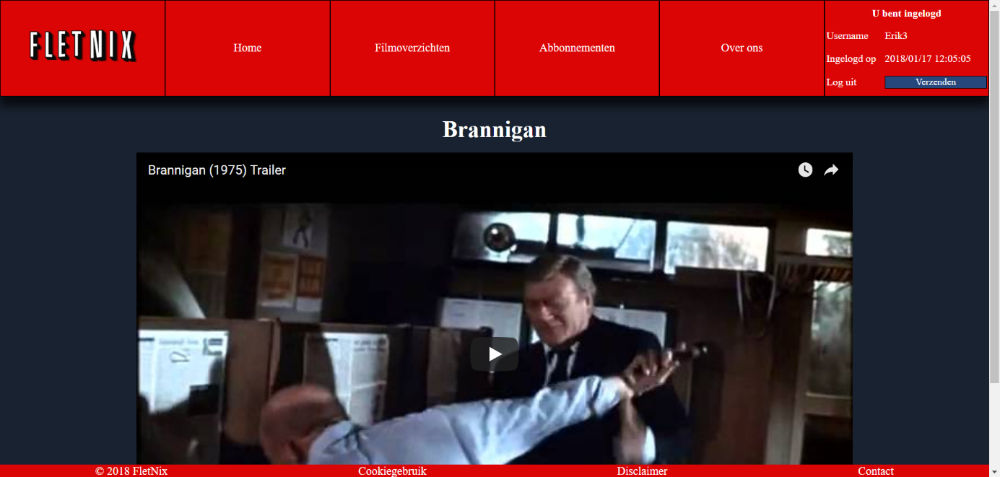 FLETNIX
Home
Filmoverzichten
Abbonnementen
Over ons
U bent ingelogd
Username Erik3
Ingelogd op 2018/01/17 12:05:05
Log uit Verzenden
Brannigan
Brannigan (1975) Trailer
© 2018 FletNix
Cookiegebruik
Disclaimer
Contact